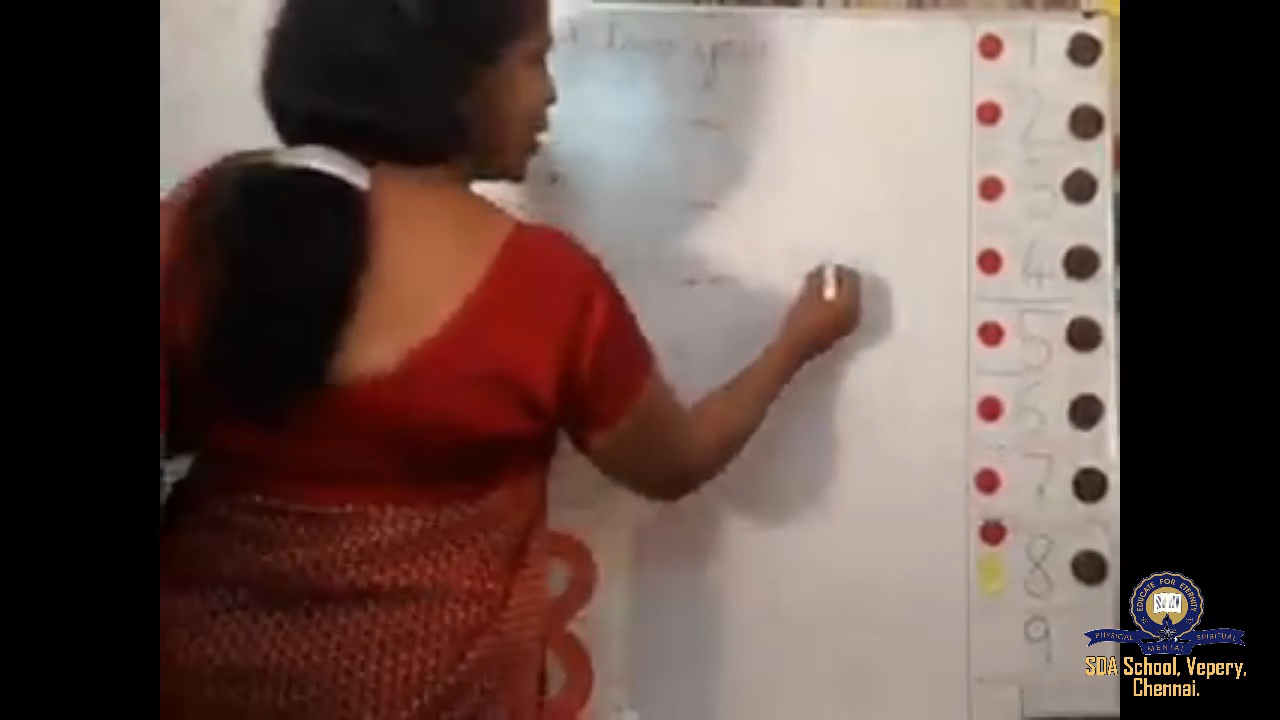 1
2
3
4
5
6
7
8
9
EDUCATE FOR ETERNITY
PHYSICAL SPIRITUAL
MENTAL
SDA School, Vepery,
Chennai.